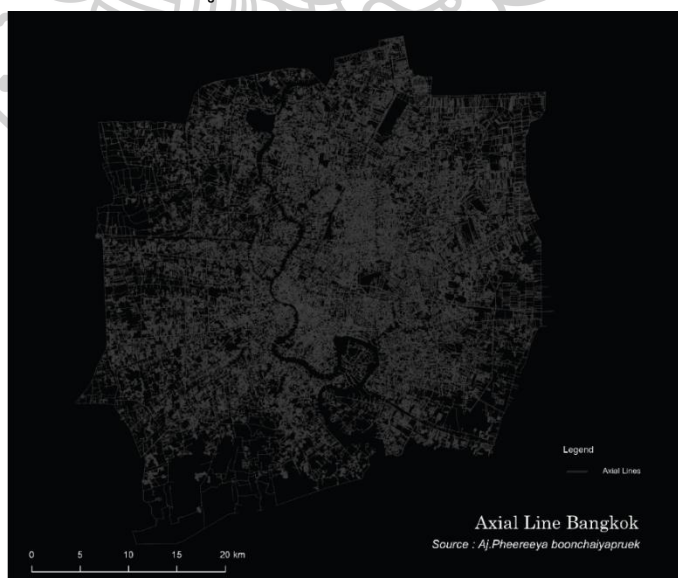 Legend
Axial Lines
Axial Line Bangkok
Source : Aj.Pheereeya boonchaiyapruek
0 5 10 15 20 km